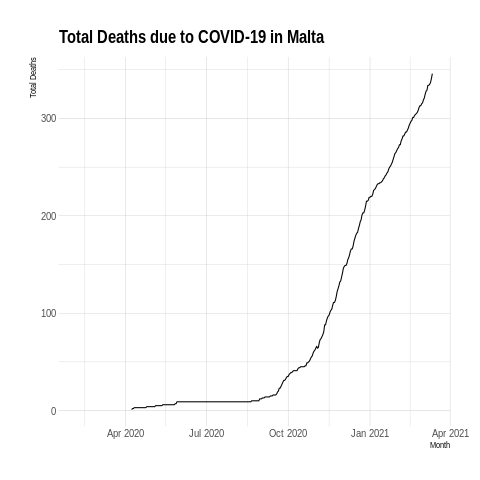 Total Deaths due to COVID-19 in Malta
Total Deaths
300
200
100
0
Apr 2020
Jul 2020
Oct 2020
Jan 2021
Apr 2021
Month